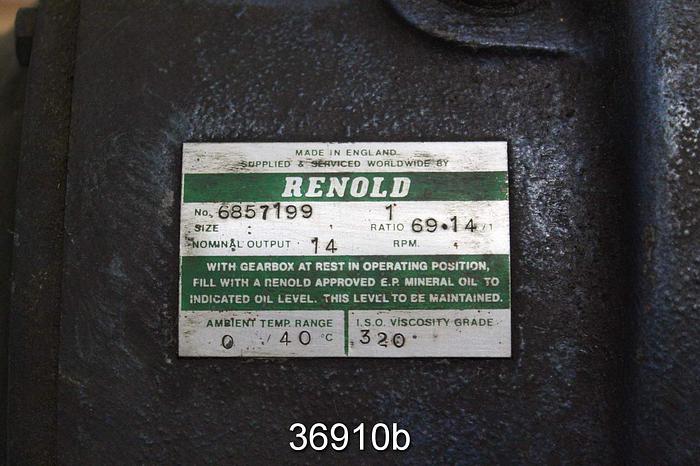 MADE IN ENGLAND
SUPPLIED & SERVICED WORLDWIDE BY
RENOLD
No. 6857199 1
SIZE RATIO 69.14/1
NOMINAL OUTPUT 14 RPM.
WITH GEARBOX AT REST IN OPERATING POSITION,
FILL WITH A RENOLD APPROVED E.P. MINERAL OIL TO
INDICATED OIL LEVEL. THIS LEVEL TO BE MAINTAINED.
AMBIENT TEMP. RANGE I.S.O. VISCOSITY GRADE
0 / 40 °C 320
36910b